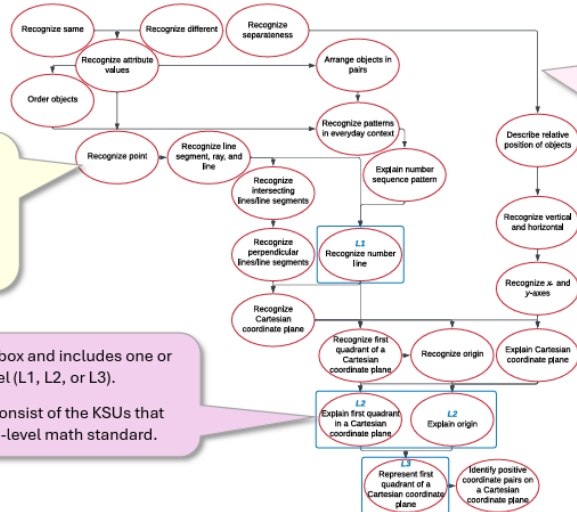 Recognize same
Recognize different
Recognize
separateness
Recognize attribute
values
Arrange objects in
pairs
Order objects
Recognize patterns
in everyday context
Describe relative
position of objects
Recognize point
Recognize line
segment, ray, and
line
Explain number
sequence pattern
Recognize
intersecting
lines/line segments
Recognize vertical
and horizontal
L1
Recognize number
line
Recognize
perpendicular
lines/line segments
Recognize x- and
y-axes
Recognize
Cartesian
coordinate plane
Recognize first
quadrant of a
Cartesian
coordinate plane
Recognize origin
Explain Cartesian
coordinate plane
box and includes one or
el (L1, L2, or L3).
onsist of the KSUs that
-level math standard.
L2
Explain first quadrant
in a Cartesian
coordinate plane
L2
Explain origin
L3
Represent first
quadrant of a
Cartesian coordinate
plane
Identify positive
coordinate pairs on
a Cartesian
coordinate plane